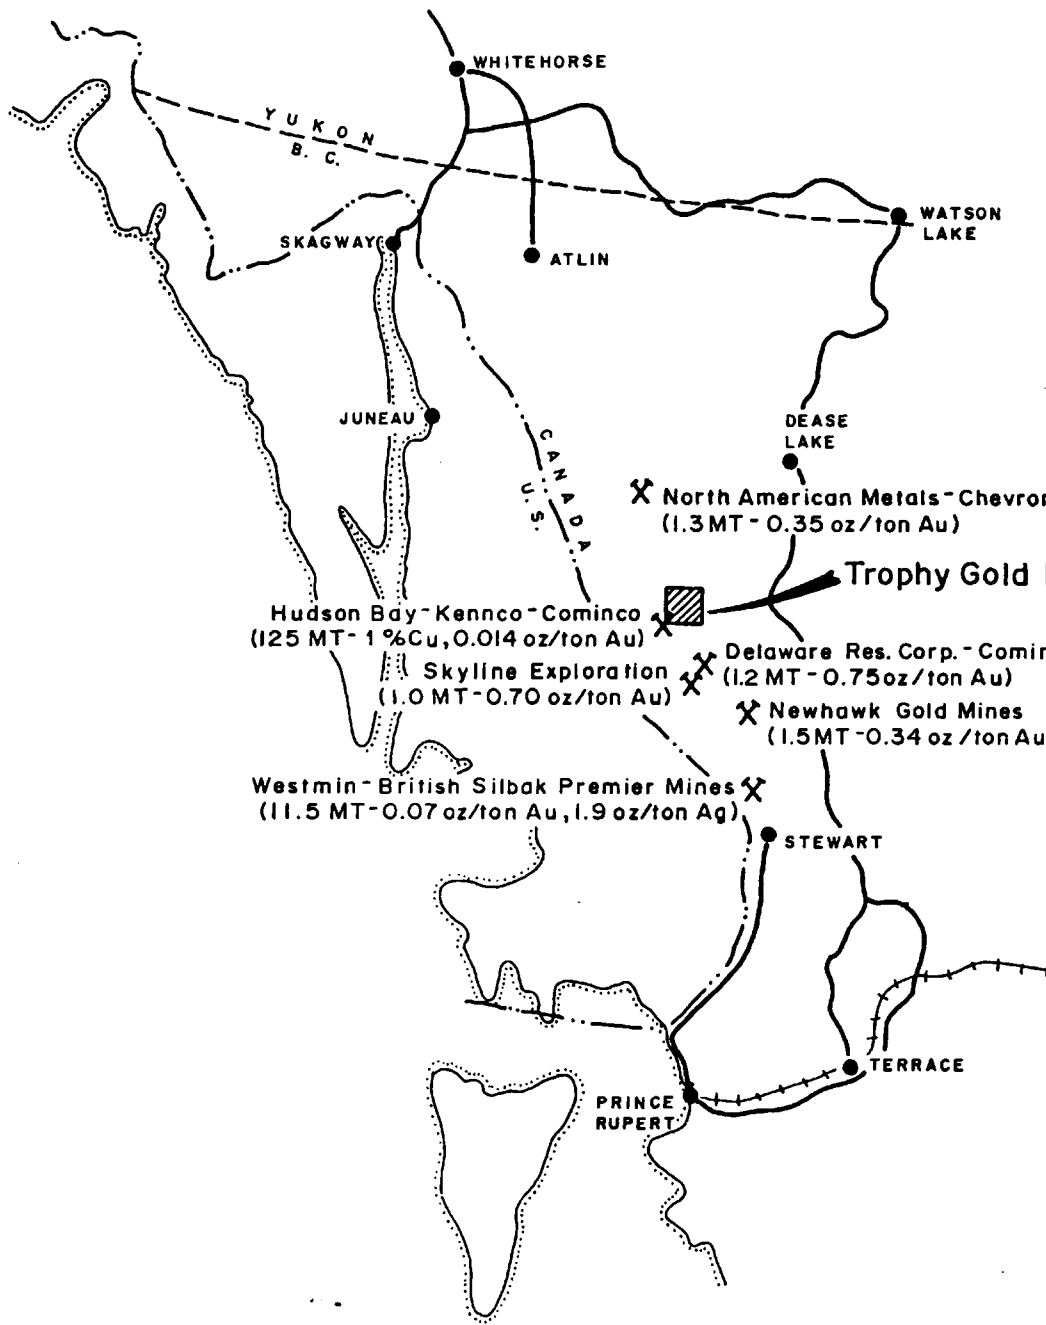 WHITEHORSE
YUKON
B. C.
WATSON
LAKE
SKAGWAY
ATLIN
JUNEAU
DEASE
LAKE
CANADA
U.S.
North American Metals-Chevron
(1.3 MT - 0.35 oz/ton Au)
Trophy Gold
Hudson Bay-Kennco-Cominco
(125 MT - 1 % Cu, 0.014 oz/ton Au)
Delaware Res. Corp.-Comin
(1.2 MT - 0.75 oz/ton Au)
Skyline Exploration
(1.0 MT - 0.70 oz/ton Au)
Newhawk Gold Mines
(1.5 MT - 0.34 oz/ton Au
Westmin-British Silbak Premier Mines
(11.5 MT - 0.07 oz/ton Au, 1.9 oz/ton Ag)
STEWART
TERRACE
PRINCE
RUPERT